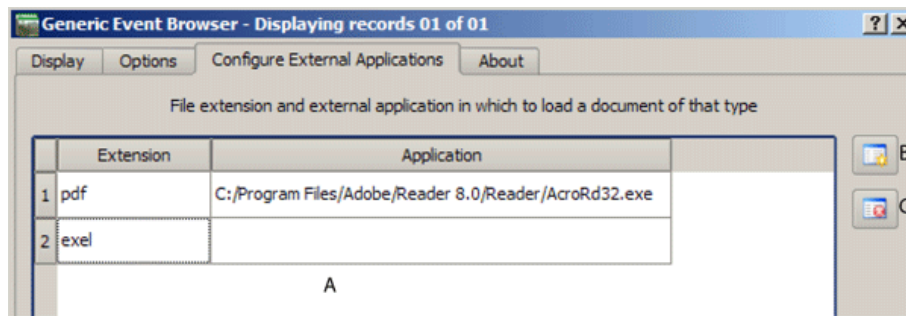 Generic Event Browser - Displaying records 01 of 01
Display Options Configure External Applications About
File extension and external application in which to load a document of that type
Extension Application
B
1 pdf C:/Program Files/Adobe/Reader 8.0/Reader/AcroRd32.exe
C
2 exel
A